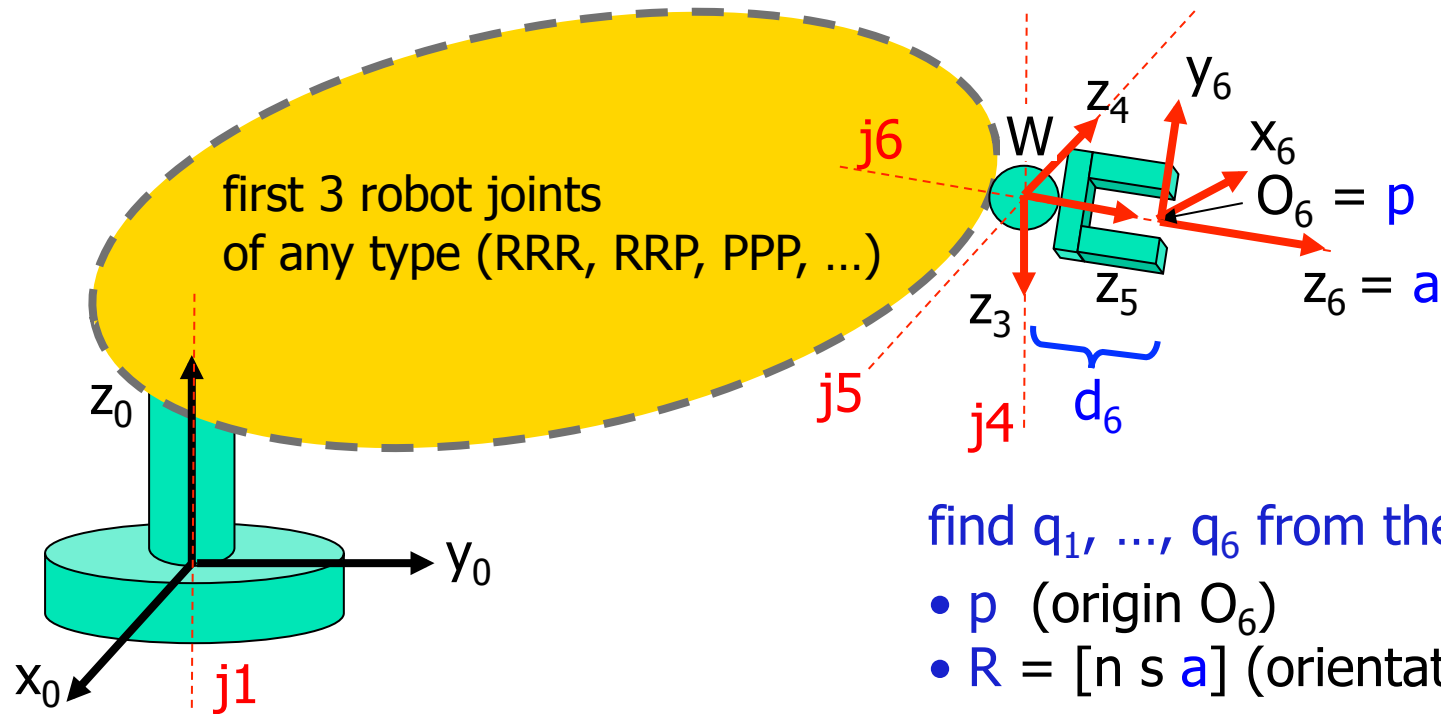 y₆
z₄
W
x₆
j6
O₆ = p
first 3 robot joints
of any type (RRR, RRP, PPP, …)
z₅
z₆ = a
z₃
j5
d₆
z₀
j4
find q₁, …, q₆ from the
y₀
• p (origin O₆)
x₀
j1
• R = [n s a] (orientat